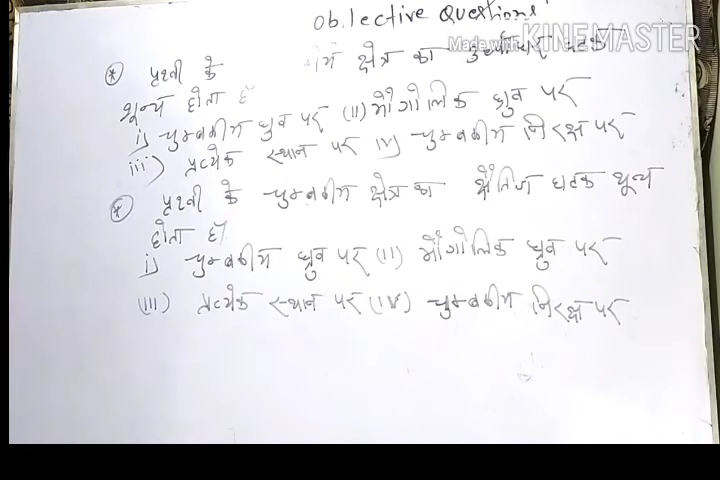 Objective Questions
Made with KINEMASTER
* पृथ्वी के क्षेत्र का
शून्य होता है
i) चुम्बकीय ध्रुव पर (ii) भौगोलिक ध्रुव पर
iii) प्रत्येक स्थान पर iv) चुम्बकीय निरक्ष पर
* पृथ्वी के चुम्बकीय क्षेत्र का क्षैतिज घटक शून्य
होता है
i) चुम्बकीय ध्रुव पर (ii) भौगोलिक ध्रुव पर
(iii) प्रत्येक स्थान पर (iv) चुम्बकीय निरक्ष पर